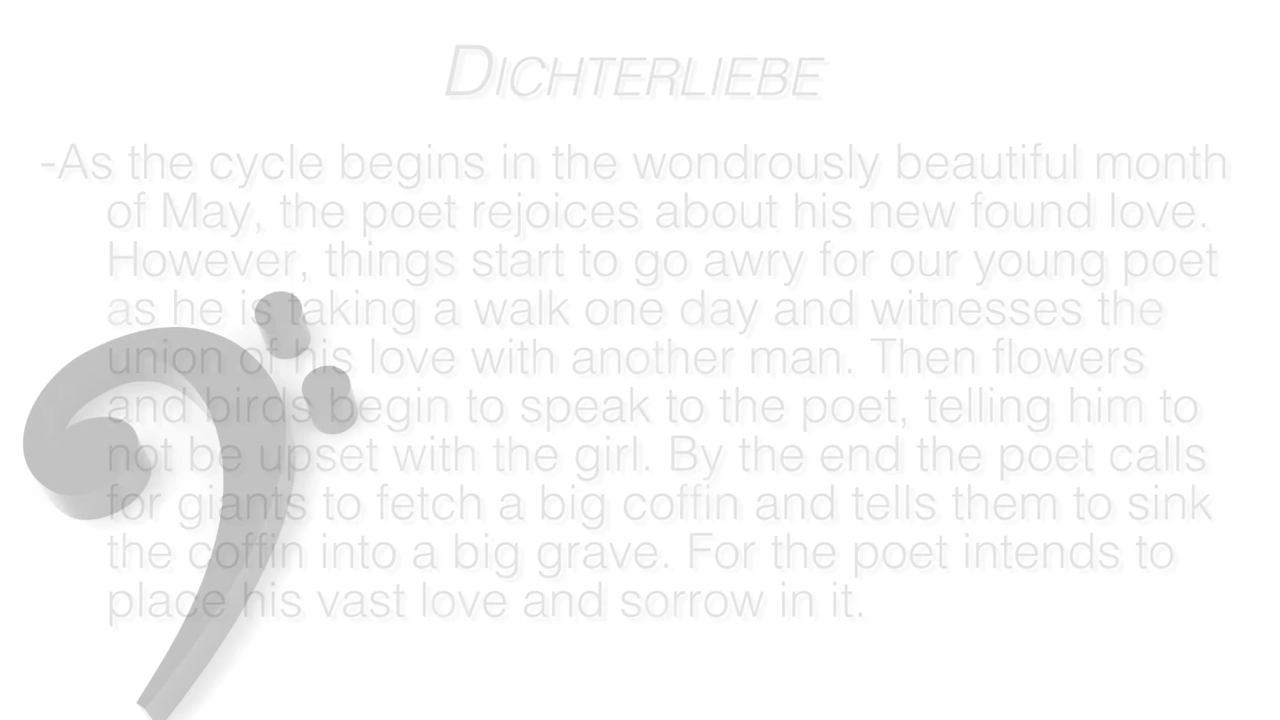 DICHTERLIEBE
-As the cycle begins in the wondrously beautiful month
of May, the poet rejoices about his new found love.
However, things start to go awry for our young poet
as he is taking a walk one day and witnesses the
union of his love with another man. Then flowers
and birds begin to speak to the poet, telling him to
not be upset with the girl. By the end the poet calls
for giants to fetch a big coffin and tells them to sink
the coffin into a big grave. For the poet intends to
place his vast love and sorrow in it.